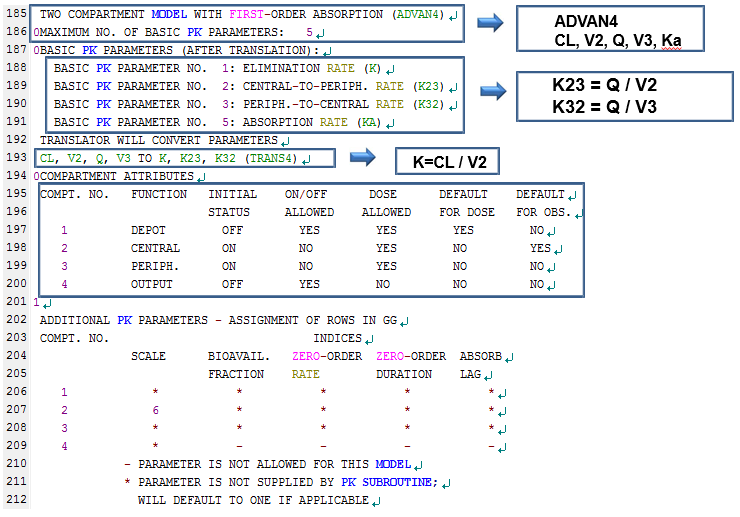 185 TWO COMPARTMENT MODEL WITH FIRST-ORDER ABSORPTION (ADVAN4)
186 0MAXIMUM NO. OF BASIC PK PARAMETERS: 5
ADVAN4
CL, V2, Q, V3, Ka
187 0BASIC PK PARAMETERS (AFTER TRANSLATION):
188 BASIC PK PARAMETER NO. 1: ELIMINATION RATE (K)
189 BASIC PK PARAMETER NO. 2: CENTRAL-TO-PERIPH. RATE (K23)
190 BASIC PK PARAMETER NO. 3: PERIPH.-TO-CENTRAL RATE (K32)
191 BASIC PK PARAMETER NO. 5: ABSORPTION RATE (KA)
K23 = Q / V2
K32 = Q / V3
192 TRANSLATOR WILL CONVERT PARAMETERS
193 CL, V2, Q, V3 TO K, K23, K32 (TRANS4)
K=CL / V2
194 0COMPARTMENT ATTRIBUTES
195 COMPT. NO. FUNCTION INITIAL ON/OFF DOSE DEFAULT DEFAULT
196 STATUS ALLOWED ALLOWED FOR DOSE FOR OBS.
197 1 DEPOT OFF YES YES YES NO
198 2 CENTRAL ON NO YES NO YES
199 3 PERIPH. ON NO YES NO NO
200 4 OUTPUT OFF YES NO NO NO
201 1
202 ADDITIONAL PK PARAMETERS - ASSIGNMENT OF ROWS IN GG
203 COMPT. NO. INDICES
204 SCALE BIOAVAIL. ZERO-ORDER ZERO-ORDER ABSORB
205 FRACTION RATE DURATION LAG
206 1 * * * * *
207 2 6 * * * *
208 3 * * * * *
209 4 * - - - -
210 - PARAMETER IS NOT ALLOWED FOR THIS MODEL
211 * PARAMETER IS NOT SUPPLIED BY PK SUBROUTINE;
212 WILL DEFAULT TO ONE IF APPLICABLE